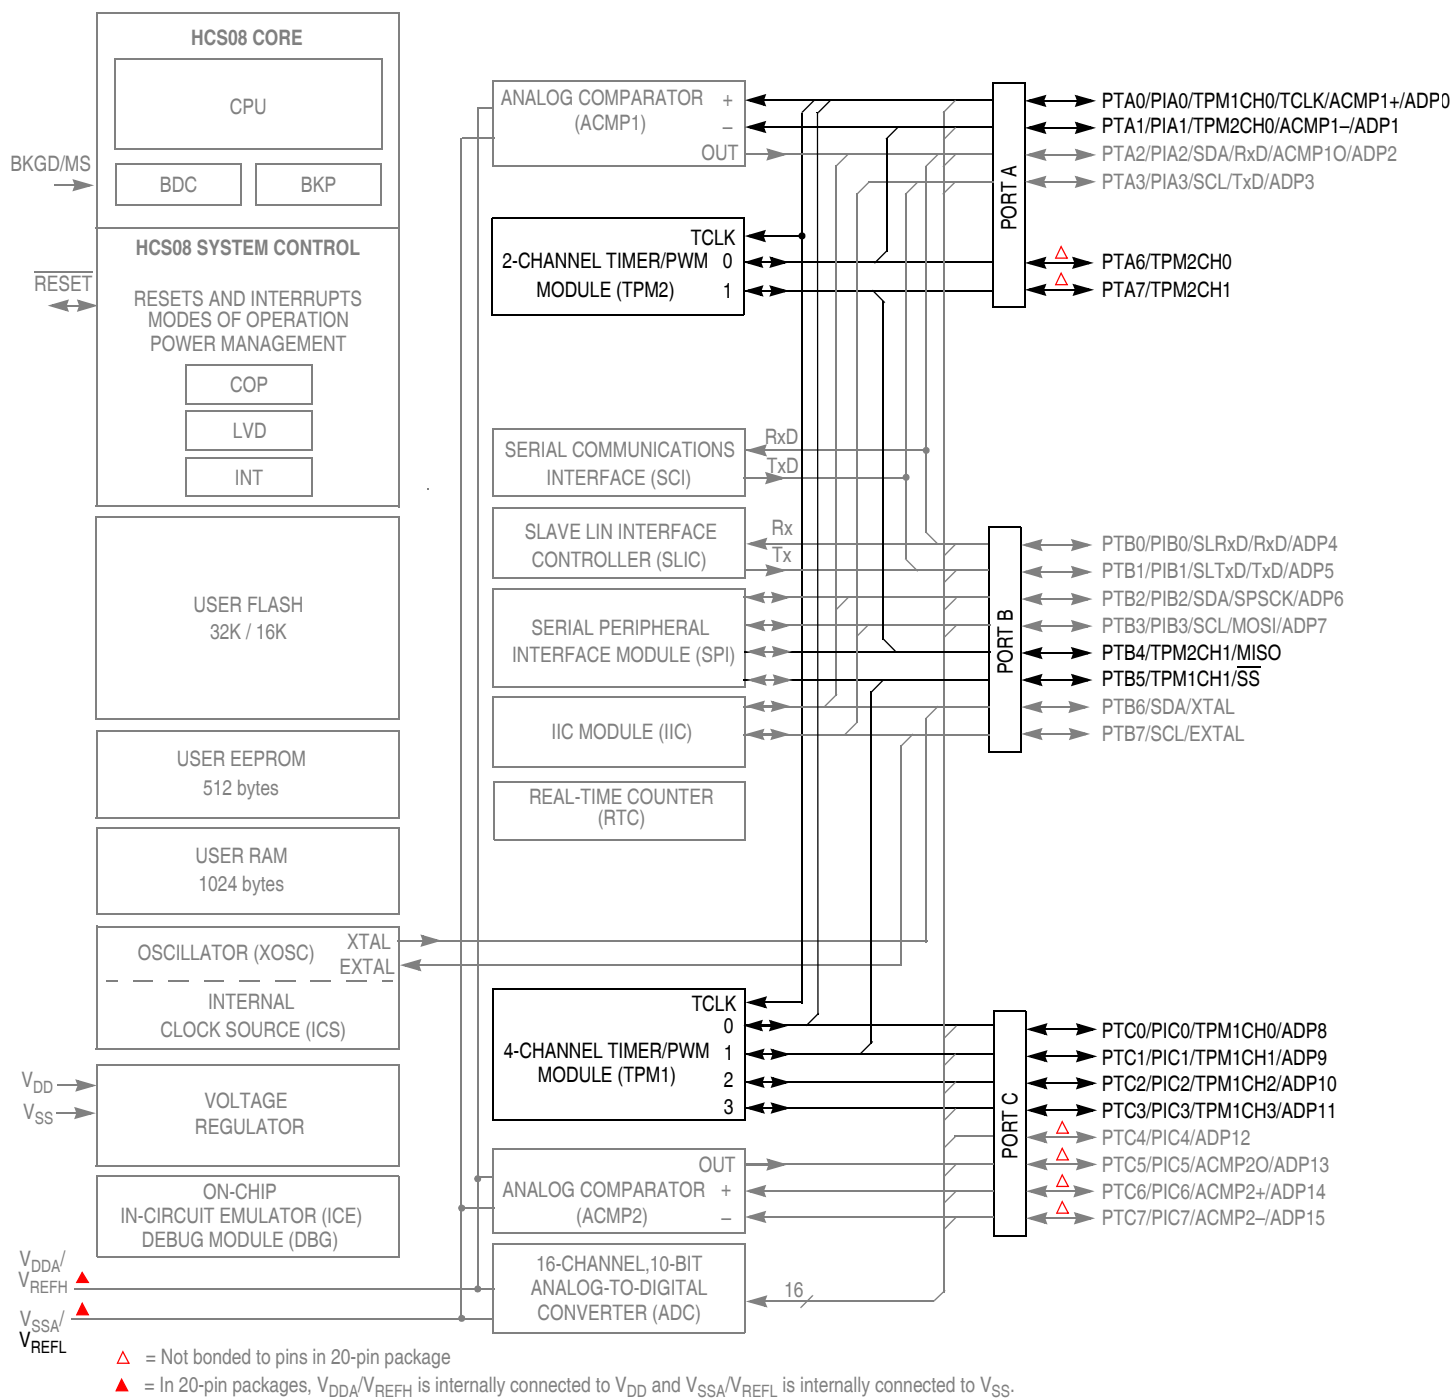 HCS08 CORE
CPU
BDC
BKP
BKGD/MS
HCS08 SYSTEM CONTROL
RESET
RESETS AND INTERRUPTS
MODES OF OPERATION
POWER MANAGEMENT
COP
LVD
INT
USER FLASH
32K / 16K
USER EEPROM
512 bytes
USER RAM
1024 bytes
OSCILLATOR (XOSC)
XTAL
EXTAL
INTERNAL
CLOCK SOURCE (ICS)
VDD
VSS
VOLTAGE
REGULATOR
ON-CHIP
IN-CIRCUIT EMULATOR (ICE)
DEBUG MODULE (DBG)
VDDA/
VREFH
VSSA/
VREFL
ANALOG COMPARATOR
(ACMP1)
+
–
OUT
TCLK
2-CHANNEL TIMER/PWM
MODULE (TPM2)
0
1
SERIAL COMMUNICATIONS
INTERFACE (SCI)
RxD
TxD
SLAVE LIN INTERFACE
CONTROLLER (SLIC)
Rx
Tx
SERIAL PERIPHERAL
INTERFACE MODULE (SPI)
IIC MODULE (IIC)
REAL-TIME COUNTER
(RTC)
TCLK
0
4-CHANNEL TIMER/PWM
MODULE (TPM1)
1
2
3
OUT
ANALOG COMPARATOR
(ACMP2)
+
–
16-CHANNEL,10-BIT
ANALOG-TO-DIGITAL
CONVERTER (ADC)
16
PORT A
PTA0/PIA0/TPM1CH0/TCLK/ACMP1+/ADP0
PTA1/PIA1/TPM2CH0/ACMP1–/ADP1
PTA2/PIA2/SDA/RxD/ACMP1O/ADP2
PTA3/PIA3/SCL/TxD/ADP3
PTA6/TPM2CH0
PTA7/TPM2CH1
PORT B
PTB0/PIB0/SLRxD/RxD/ADP4
PTB1/PIB1/SLTxD/TxD/ADP5
PTB2/PIB2/SDA/SPSCK/ADP6
PTB3/PIB3/SCL/MOSI/ADP7
PTB4/TPM2CH1/MISO
PTB5/TPM1CH1/SS
PTB6/SDA/XTAL
PTB7/SCL/EXTAL
PORT C
PTC0/PIC0/TPM1CH0/ADP8
PTC1/PIC1/TPM1CH1/ADP9
PTC2/PIC2/TPM1CH2/ADP10
PTC3/PIC3/TPM1CH3/ADP11
PTC4/PIC4/ADP12
PTC5/PIC5/ACMP2O/ADP13
PTC6/PIC6/ACMP2+/ADP14
PTC7/PIC7/ACMP2–/ADP15
△ = Not bonded to pins in 20-pin package
▲ = In 20-pin packages, VDDA/VREFH is internally connected to VDD and VSSA/VREFL is internally connected to VSS.